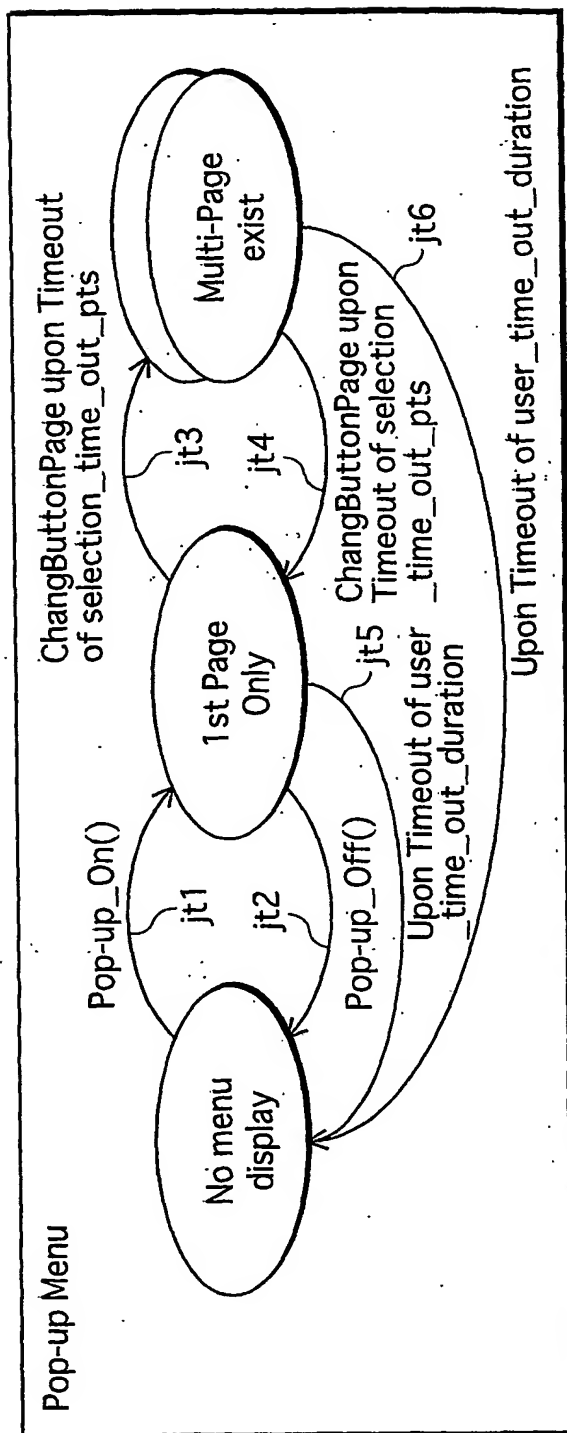 Pop-up Menu
No menu
display
Pop-up_On()
jt1
jt2
Pop-up_Off()
1st Page
Only
jt5
Upon Timeout of user
_time_out_duration
ChangButtonPage upon Timeout
of selection_time_out_pts
jt3
jt4
ChangButtonPage upon
Timeout of selection
_time_out_pts
Multi-Page
exist
jt6
Upon Timeout of user_time_out_duration